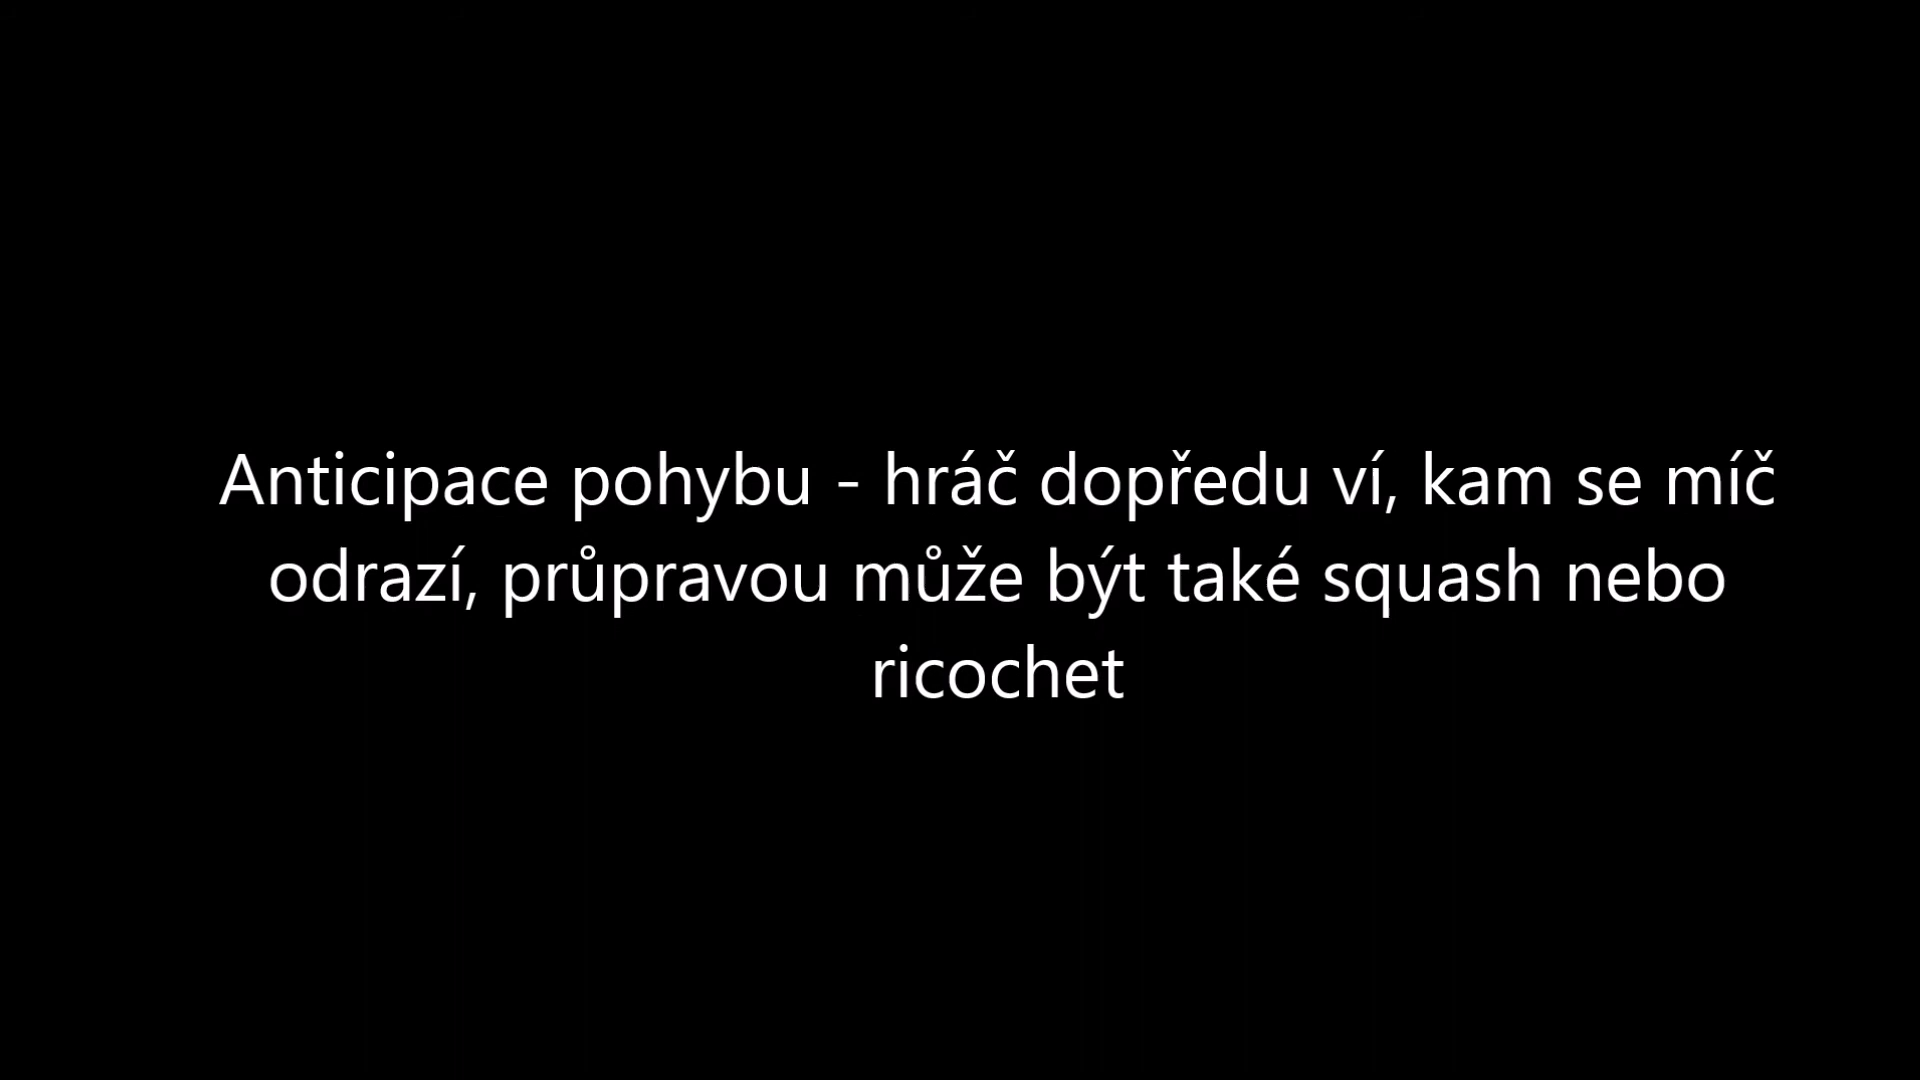 Anticipace pohybu - hráč dopředu ví, kam se míč
odrazí, průpravou může být také squash nebo
ricochet